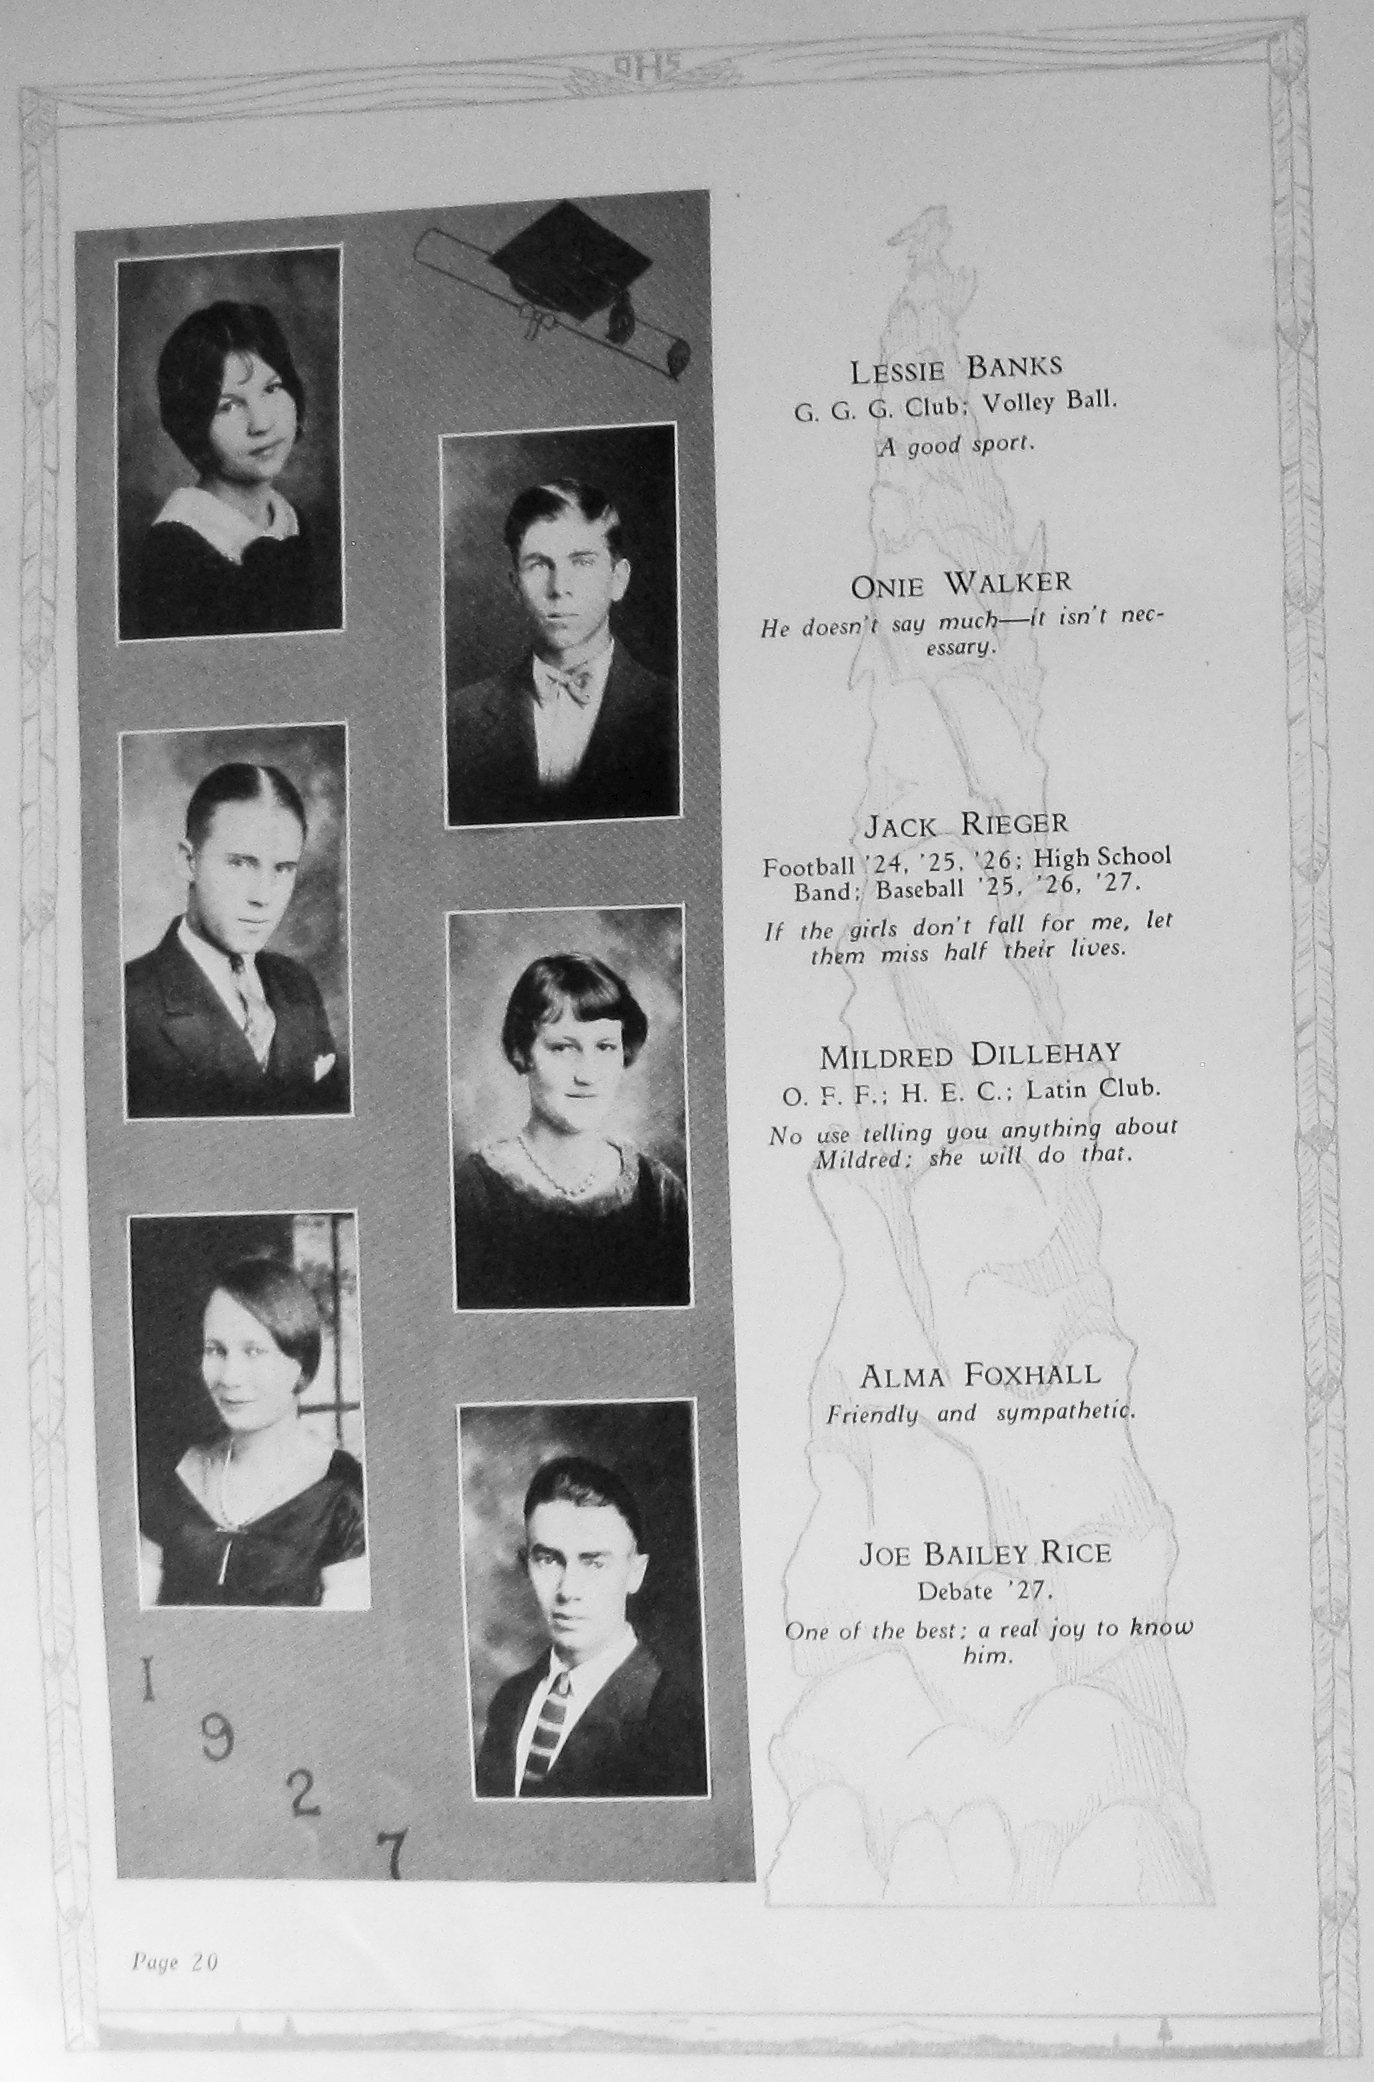 OHS
LESSIE BANKS
G. G. G. Club; Volley Ball.
A good sport.
ONIE WALKER
He doesn't say much—it isn't nec-
essary.
JACK RIEGER
Football '24, '25, '26; High School
Band; Baseball '25, '26, '27.
If the girls don't fall for me, let
them miss half their lives.
MILDRED DILLEHAY
O. F. F.; H. E. C.; Latin Club.
No use telling you anything about
Mildred; she will do that.
ALMA FOXHALL
Friendly and sympathetic.
JOE BAILEY RICE
Debate '27.
One of the best; a real joy to know
him.
1
9
2
7
Page 20